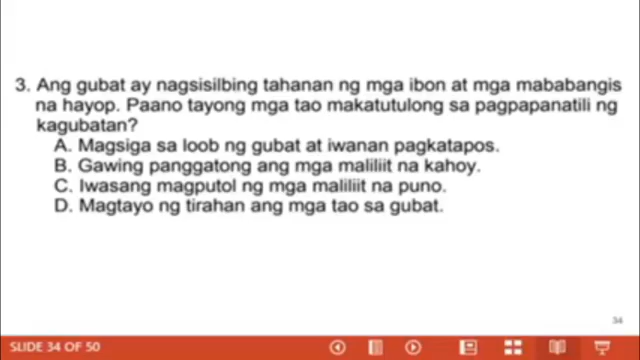 3. Ang gubat ay nagsisilbing tahanan ng mga ibon at mga mababangis
na hayop. Paano tayong mga tao makatutulong sa pagpapanatili ng
kagubatan?
A. Magsiga sa loob ng gubat at iwanan pagkatapos.
B. Gawing panggatong ang mga maliliit na kahoy.
C. Iwasang magputol ng mga maliliit na puno.
D. Magtayo ng tirahan ang mga tao sa gubat.
34
SLIDE 34 OF 50